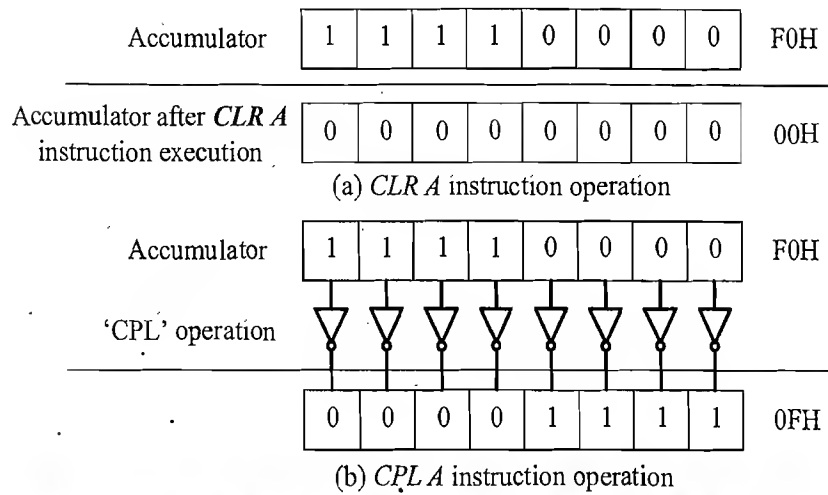 Accumulator 1 1 1 1 0 0 0 0 F0H
Accumulator after CLR A
instruction execution
0 0 0 0 0 0 0 0 00H
(a) CLR A instruction operation
Accumulator 1 1 1 1 0 0 0 0 F0H
‘CPL’ operation
0 0 0 0 1 1 1 1 0FH
(b) CPL A instruction operation